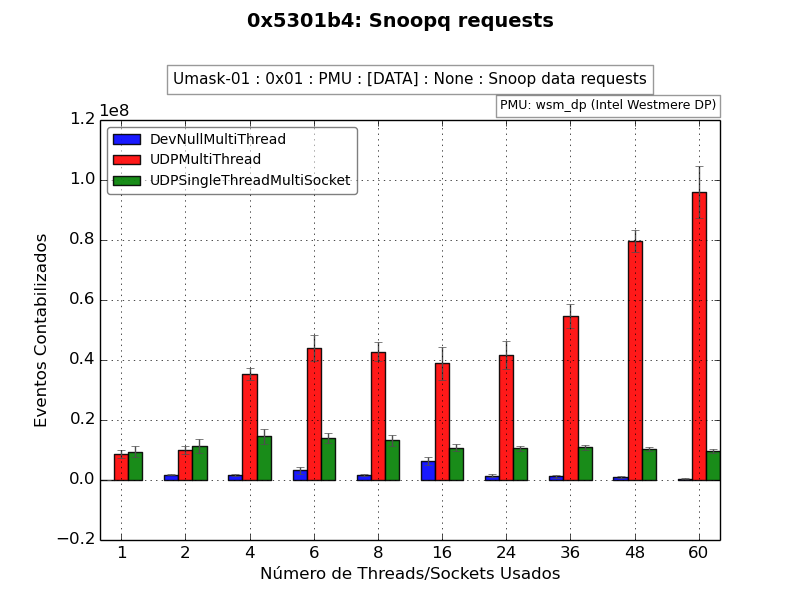 0x5301b4: Snoopq requests
Umask-01 : 0x01 : PMU : [DATA] : None : Snoop data requests
PMU: wsm_dp (Intel Westmere DP)
1e8
DevNullMultiThread
UDPMultiThread
UDPSingleThreadMultiSocket
Eventos Contabilizados
1.2
1.0
0.8
0.6
0.4
0.2
0.0
−0.2
1 2 4 6 8 16 24 36 48 60
Número de Threads/Sockets Usados